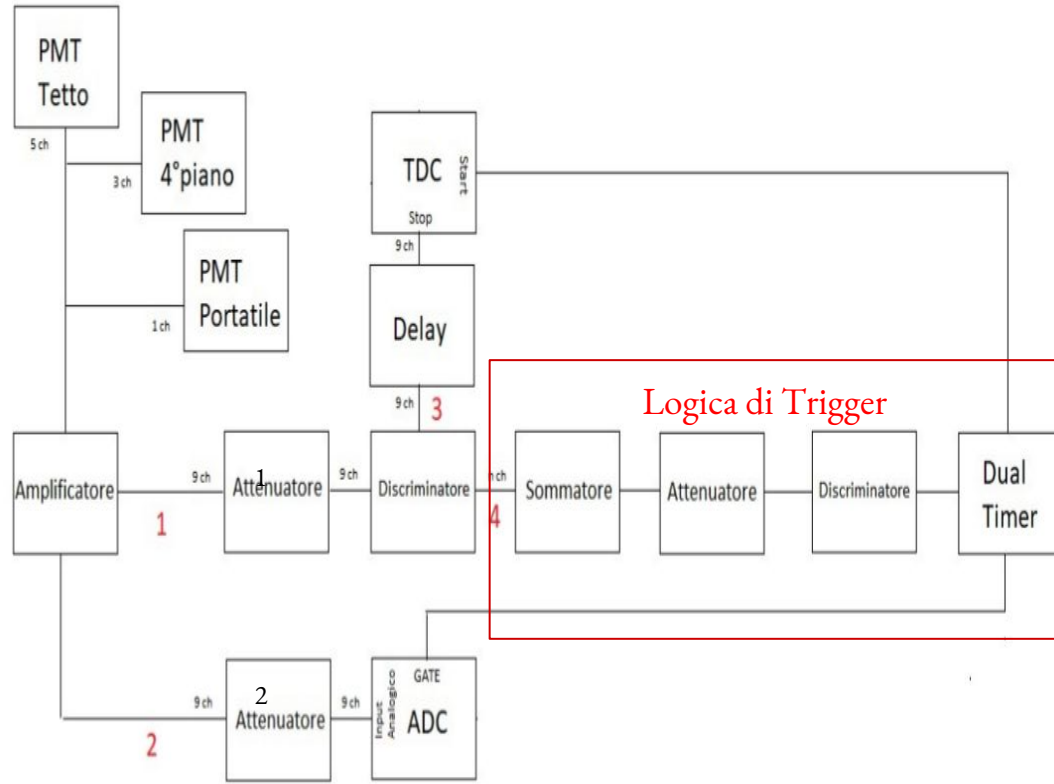 PMT
Tetto
5 ch
PMT
4°piano
3 ch
PMT
Portatile
1 ch
TDC
Start
Stop
9 ch
Delay
9 ch
3
Logica di Trigger
Amplificatore
9 ch
1
1
Attenuatore
9 ch
Discriminatore
n ch
4
Sommatore
Attenuatore
Discriminatore
Dual
Timer
9 ch
2
2
Attenuatore
9 ch
Input
Analogico
GATE
ADC